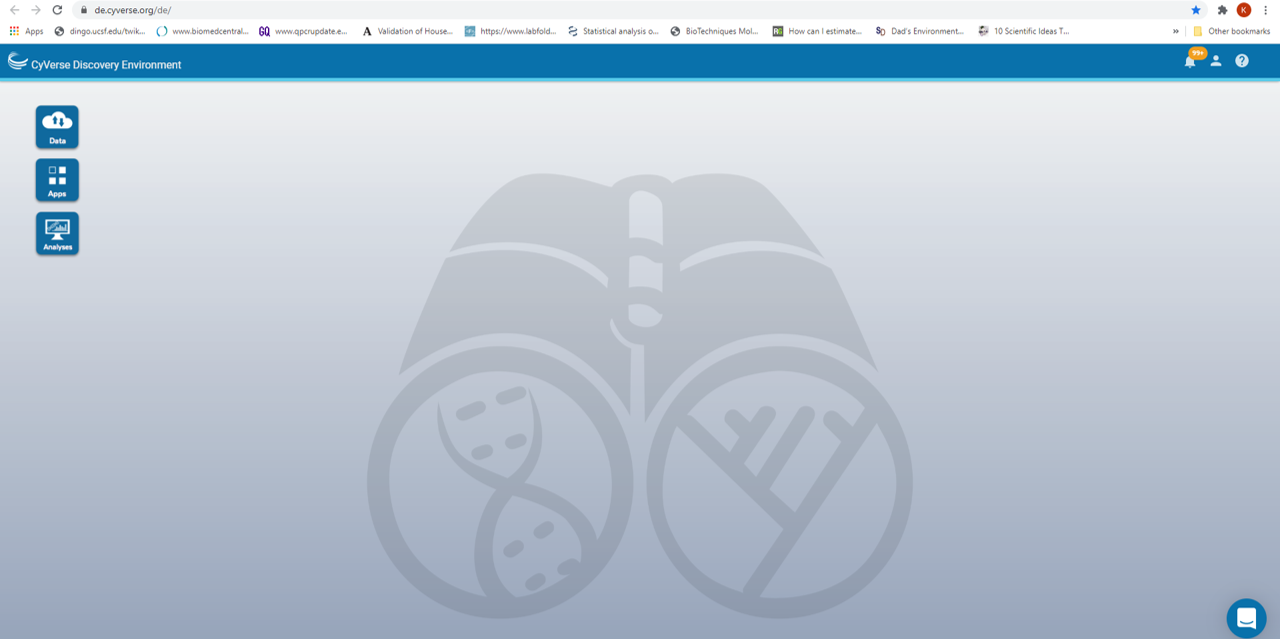 de.cyverse.org/de/
K
Apps dingo.ucsf.edu/twik... www.biomedcentral... GQ www.qpcrupdate.e... A Validation of House... https://www.labfold... Statistical analysis o... BioTechniques Mol... RG How can I estimate... SD Dad's Environment... 10 Scientific Ideas T... » Other bookmarks
CyVerse Discovery Environment
99+
Data
Apps
Analyses